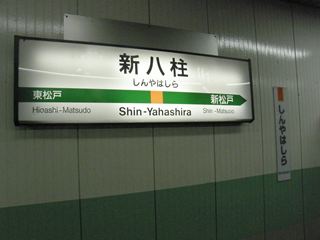 新八柱
しんやはしら
東松戸
新松戸
Higashi-Matsudo
Shin-Yahashira
Shin-Matsudo
しんやはしら